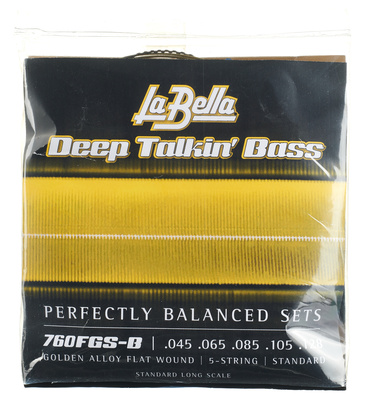 La Bella
Deep Talkin' Bass
PERFECTLY BALANCED SETS
760FGS-B | .045 .065 .085 .105 .128
GOLDEN ALLOY FLAT WOUND | 5-STRING | STANDARD
STANDARD LONG SCALE